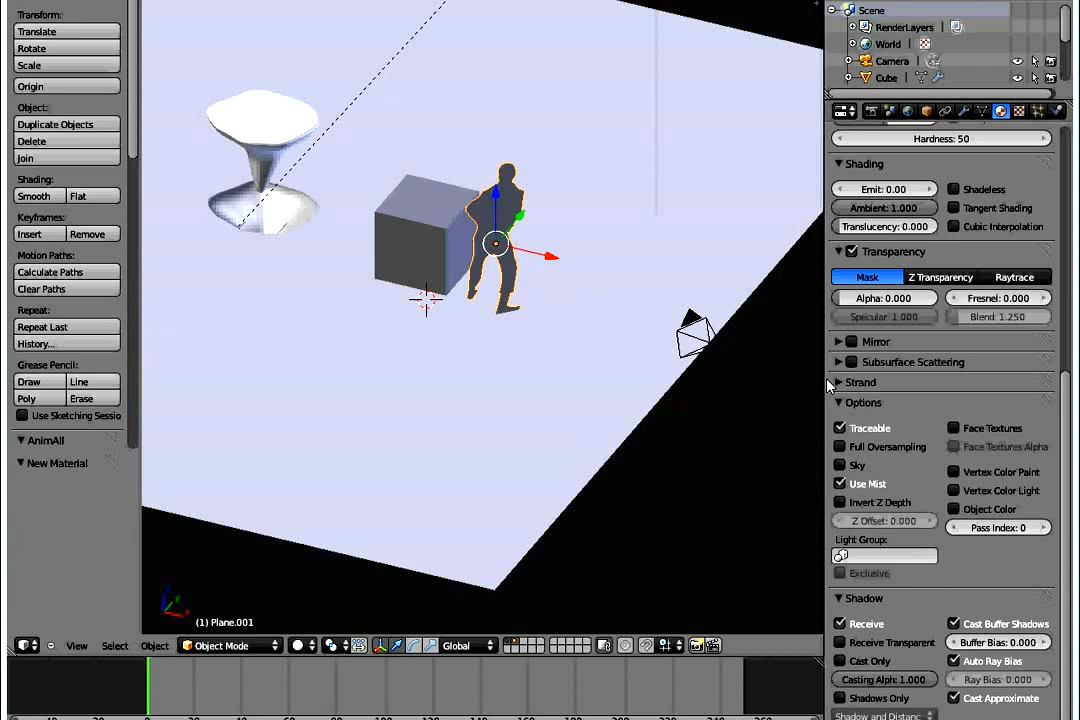 Transform:
Translate
Rotate
Scale
Origin
Object:
Duplicate Objects
Delete
Join
Shading:
Smooth Flat
Keyframes:
Insert Remove
Motion Paths:
Calculate Paths
Clear Paths
Repeat:
Repeat Last
History...
Grease Pencil:
Draw Line
Poly Erase
Use Sketching Sessio
AnimAll
New Material
(1) Plane.001
View Select Object Object Mode Global
Scene
RenderLayers
World
Camera
Cube
Hardness: 50
Shading
Emit: 0.00 Shadeless
Ambient: 1.000 Tangent Shading
Translucency: 0.000 Cubic Interpolation
Transparency
Mask Z Transparency Raytrace
Alpha: 0.000 Fresnel: 0.000
Specular 1.000 Blend: 1.250
Mirror
Subsurface Scattering
Strand
Options
Traceable Face Textures
Full Oversampling Face Textures Alpha
Sky Vertex Color Paint
Use Mist Vertex Color Light
Invert Z Depth Object Color
Z Offset: 0.000 Pass Index: 0
Light Group:
Exclusive
Shadow
Receive Cast Buffer Shadows
Receive Transparent Buffer Bias: 0.000
Cast Only Auto Ray Bias
Casting Alph: 1.000 Ray Bias: 0.000
Shadows Only Cast Approximate
Shadow and Distanc